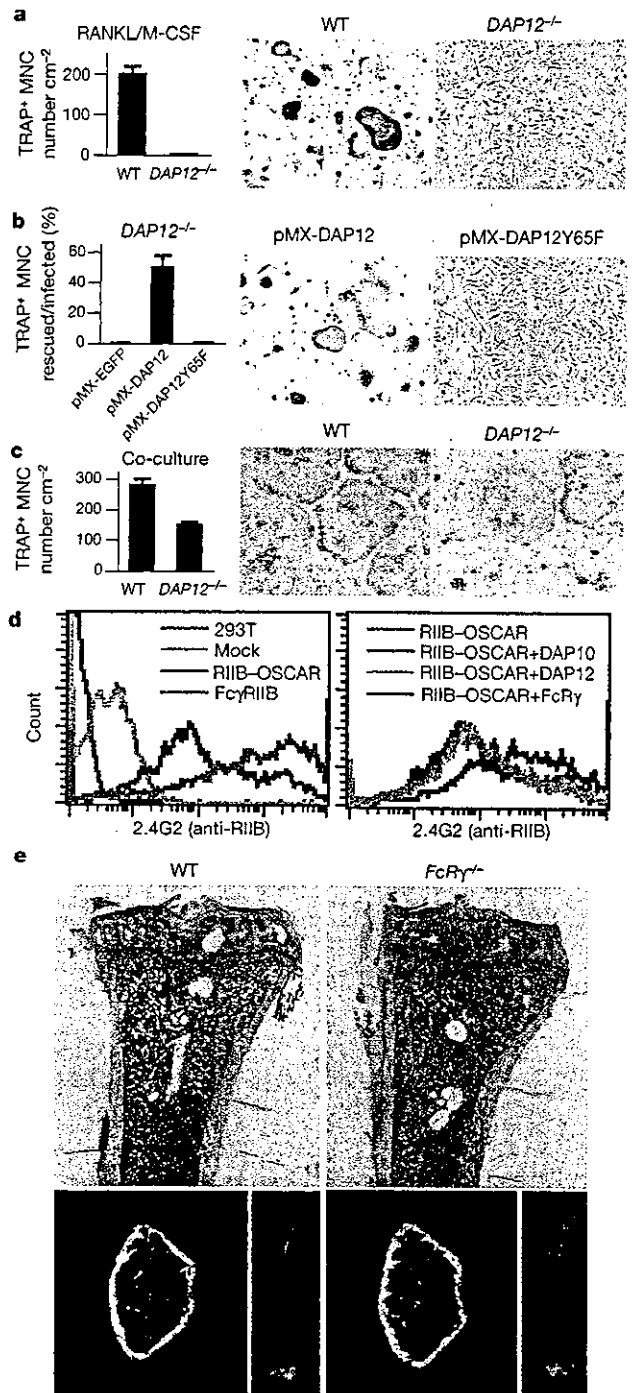 a
RANKL/M-CSF
TRAP⁺ MNC
number cm⁻²
200
100
0
WT DAP12⁻/⁻
WT
DAP12⁻/⁻
b
DAP12⁻/⁻
TRAP⁺ MNC
rescued/infected (%)
60
40
20
0
pMX-EGFP
pMX-DAP12
pMX-DAP12Y65F
pMX-DAP12
pMX-DAP12Y65F
c
Co-culture
TRAP⁺ MNC
number cm⁻²
300
200
100
0
WT DAP12⁻/⁻
WT
DAP12⁻/⁻
d
Count
293T
Mock
RIIB–OSCAR
FcγRIIB
2.4G2 (anti-RIIB)
RIIB–OSCAR
RIIB–OSCAR+DAP10
RIIB–OSCAR+DAP12
RIIB–OSCAR+FcRγ
2.4G2 (anti-RIIB)
e
WT
FcRγ⁻/⁻